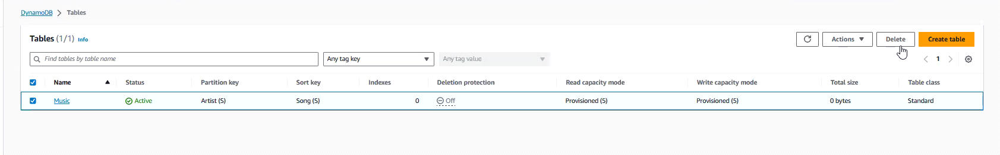 DynamoDB > Tables
Tables (1/1) Info
Actions Delete Create table
Find tables by table name Any tag key Any tag value 1
Name Status Partition key Sort key Indexes Deletion protection Read capacity mode Write capacity mode Total size Table class
Music Active Artist (S) Song (S) 0 Off Provisioned (5) Provisioned (5) 0 bytes Standard